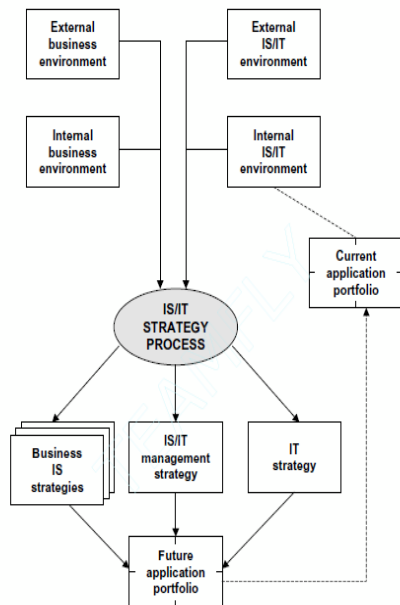 External
business
environment
External
IS/IT
environment
Internal
business
environment
Internal
IS/IT
environment
Current
application
portfolio
IS/IT
STRATEGY
PROCESS
Business
IS
strategies
IS/IT
management
strategy
IT
strategy
Future
application
portfolio
TEAMFLY